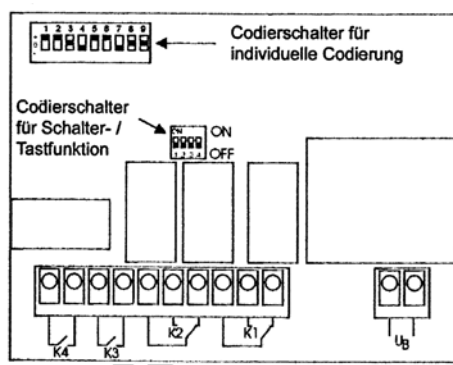 1 2 3 4 5 6 7 8 9
Codierschalter für
individuelle Codierung
+
0
-
Codierschalter
für Schalter- /
Tastfunktion
ON
1 2 3 4
OFF
K4 K3 K2 K1 UB